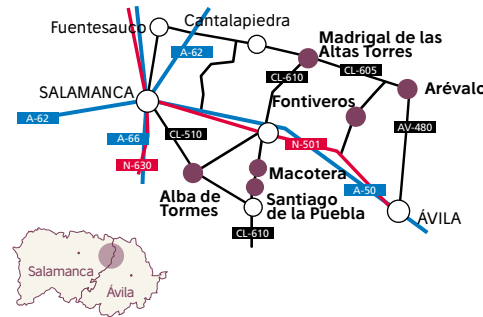 Fuentesauco
Cantalapiedra
Madrigal de las
Altas Torres
A-62
CL-610
CL-605
SALAMANCA
Fontiveros
Arévalo
A-62
CL-510
AV-480
A-66
N-501
N-630
Macotera
A-50
Alba de
Tormes
Santiago
de la Puebla
ÁVILA
CL-610
Salamanca
Ávila